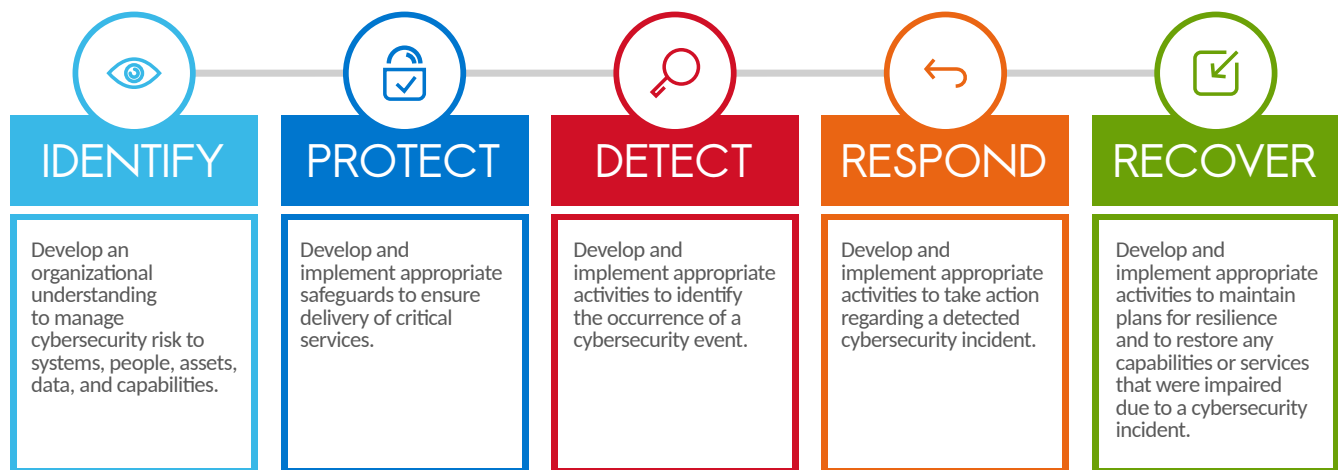 IDENTIFY
Develop an
organizational
understanding
to manage
cybersecurity risk to
systems, people, assets,
data, and capabilities.
PROTECT
Develop and
implement appropriate
safeguards to ensure
delivery of critical
services.
DETECT
Develop and
implement appropriate
activities to identify
the occurrence of a
cybersecurity event.
RESPOND
Develop and
implement appropriate
activities to take action
regarding a detected
cybersecurity incident.
RECOVER
Develop and
implement appropriate
activities to maintain
plans for resilience
and to restore any
capabilities or services
that were impaired
due to a cybersecurity
incident.